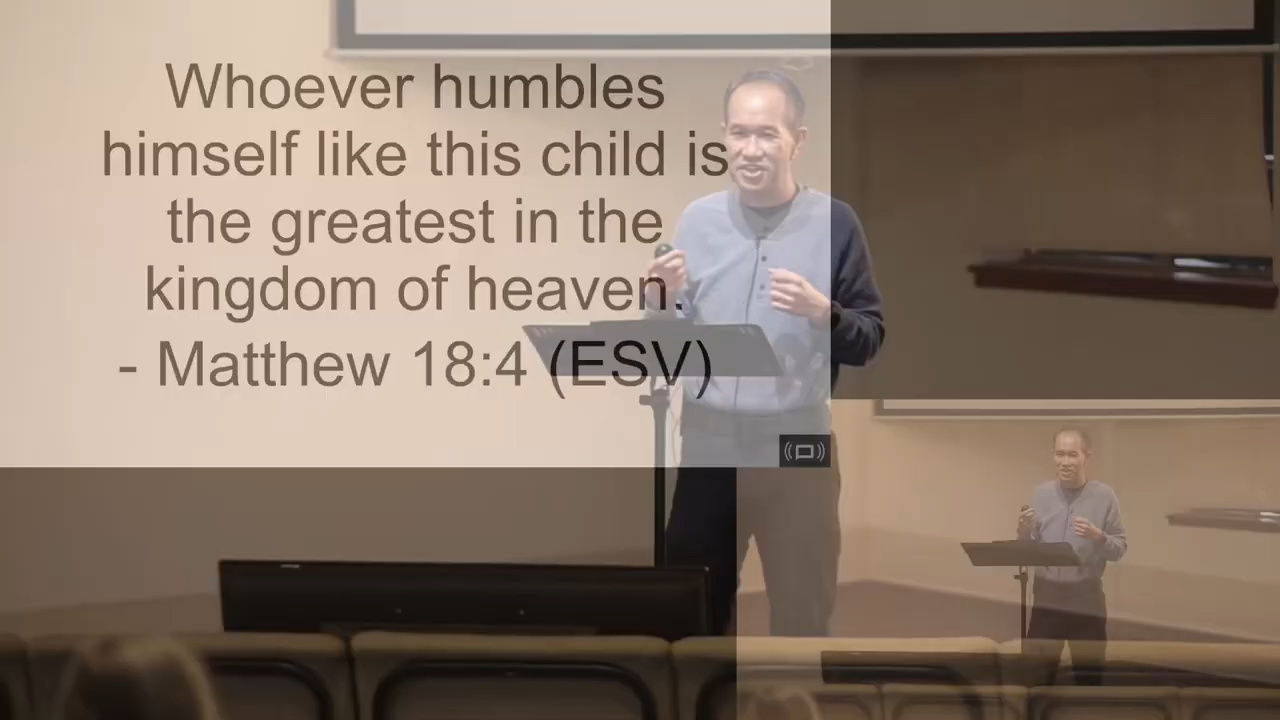 Whoever humbles
himself like this child is
the greatest in the
kingdom of heaven.
- Matthew 18:4 (ESV)